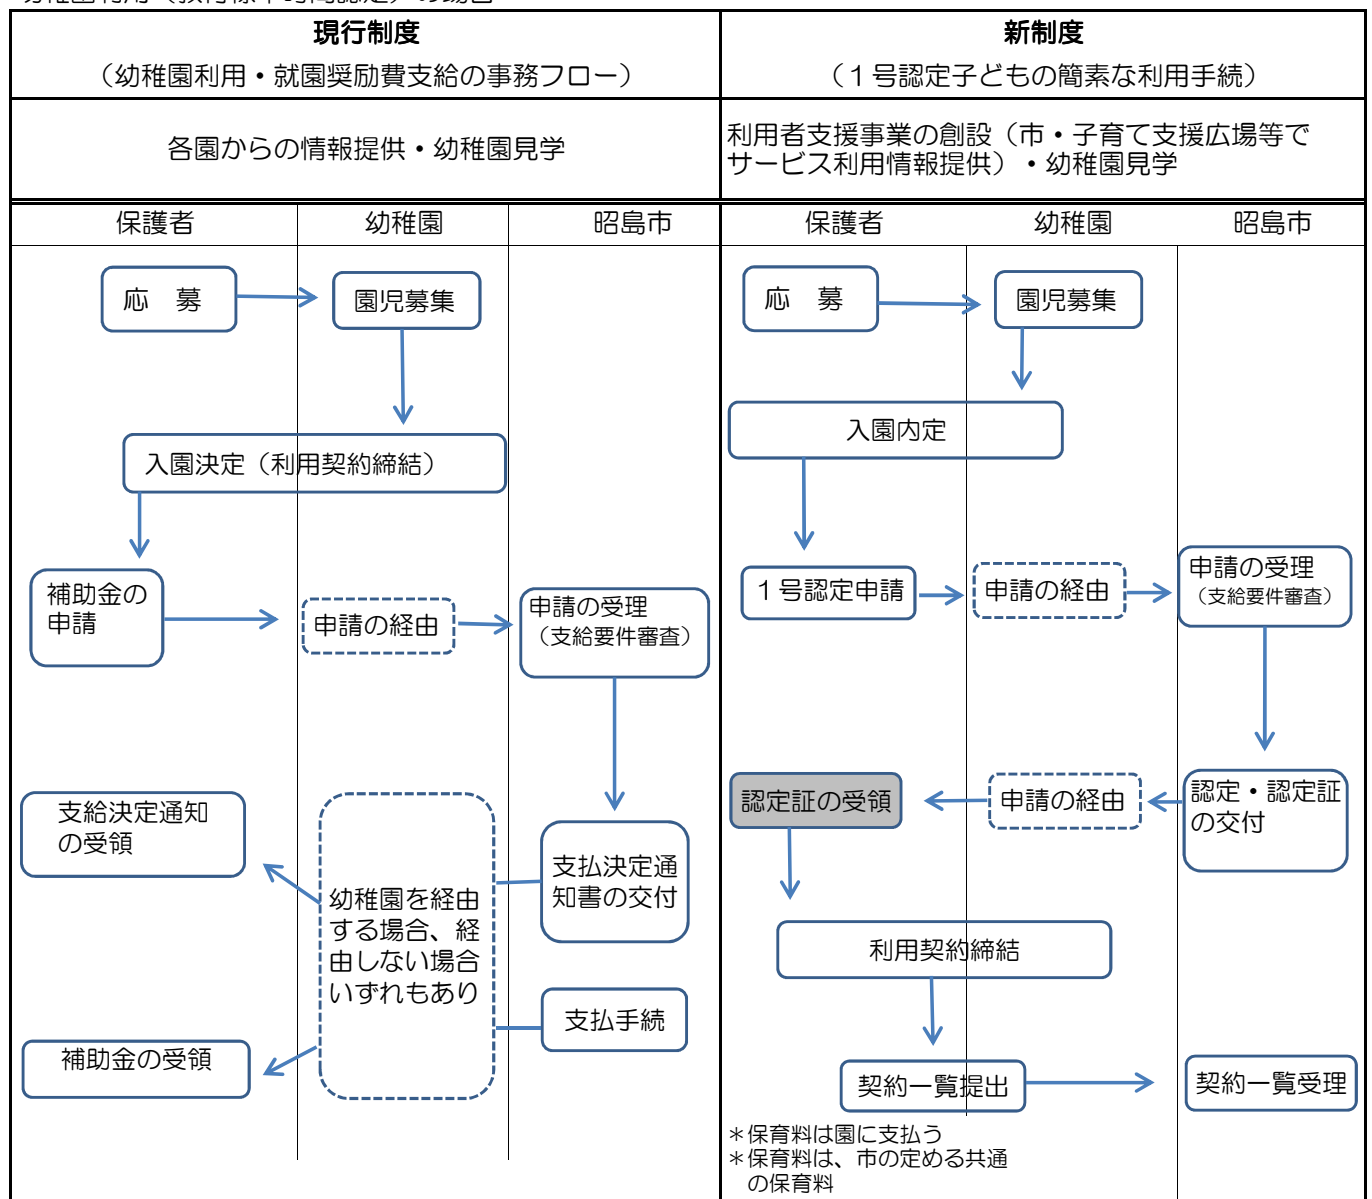 現行制度
（幼稚園利用・就園奨励費支給の事務フロー）
新制度
（１号認定子どもの簡素な利用手続）
各園からの情報提供・幼稚園見学
利用者支援事業の創設（市・子育て支援広場等で
サービス利用情報提供）・幼稚園見学
保護者
幼稚園
昭島市
保護者
幼稚園
昭島市
応　募
園児募集
入園決定（利用契約締結）
補助金の
申請
申請の経由
申請の受理
（支給要件審査）
支給決定通知
の受領
幼稚園を経由
する場合、経
由しない場合
いずれもあり
支払決定通
知書の交付
支払手続
補助金の受領
応　募
園児募集
入園内定
１号認定申請
申請の経由
申請の受理
（支給要件審査）
認定証の受領
申請の経由
認定・認定証
の交付
利用契約締結
契約一覧提出
契約一覧受理
＊保育料は園に支払う
＊保育料は、市の定める共通
の保育料